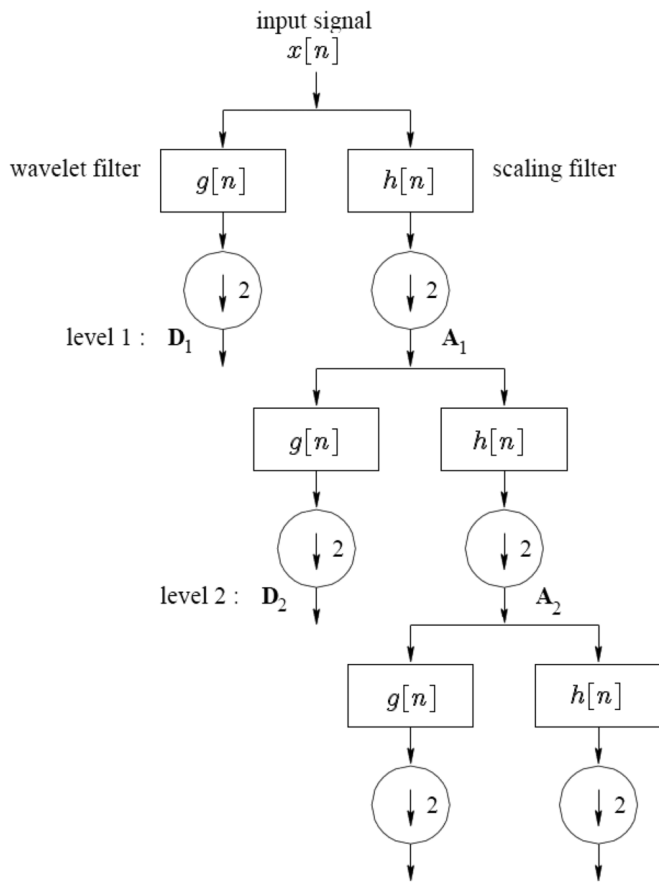 input signal
x[n]
wavelet filter
g[n]
h[n]
scaling filter
2
2
level 1 : D1
A1
g[n]
h[n]
2
2
level 2 : D2
A2
g[n]
h[n]
2
2